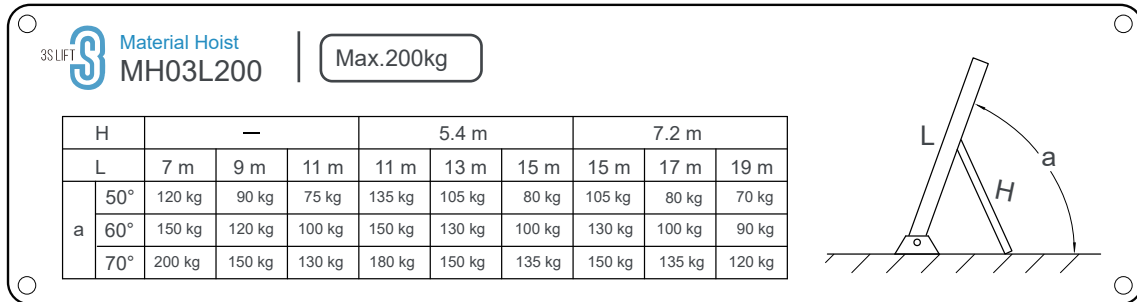 3S LIFT
Material Hoist
MH03L200
Max.200kg
H — 5.4 m 7.2 m
L 7 m 9 m 11 m 11 m 13 m 15 m 15 m 17 m 19 m
50° 120 kg 90 kg 75 kg 135 kg 105 kg 80 kg 105 kg 80 kg 70 kg
a 60° 150 kg 120 kg 100 kg 150 kg 130 kg 100 kg 130 kg 100 kg 90 kg
70° 200 kg 150 kg 130 kg 180 kg 150 kg 135 kg 150 kg 135 kg 120 kg
L
a
H